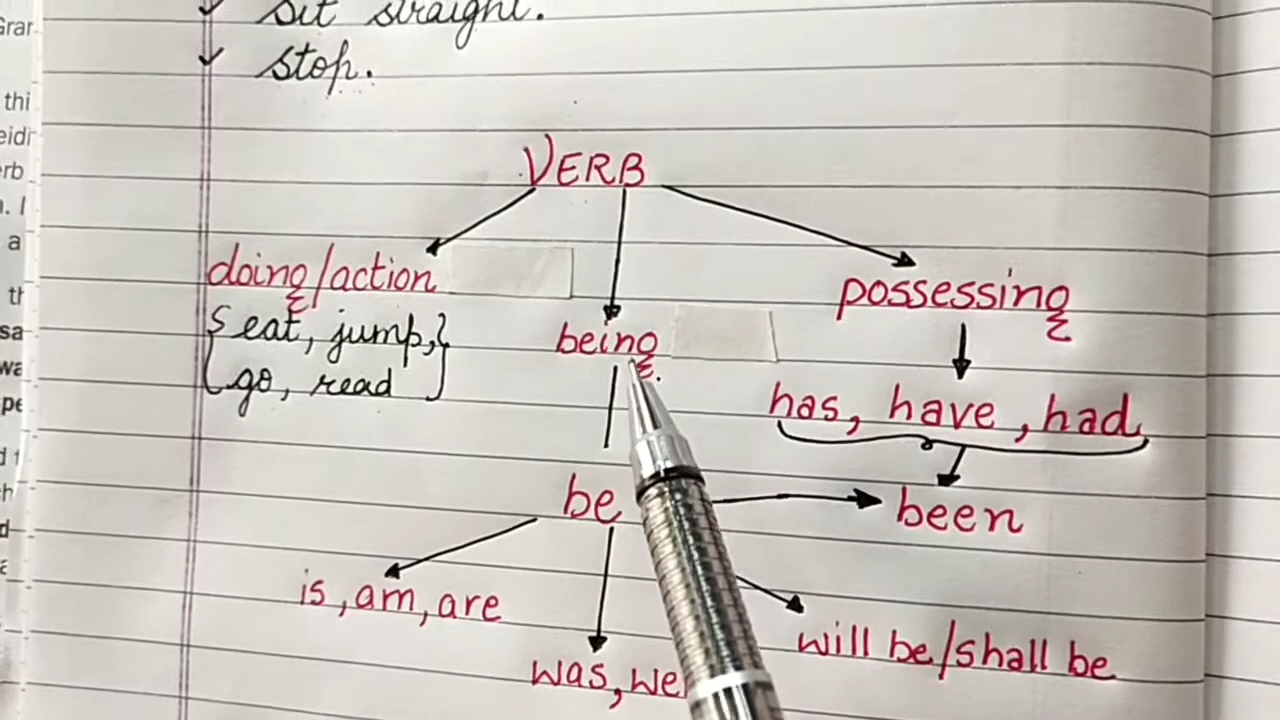 sit straight.
stop.
VERB
doing/action
{eat, jump,}
{go, read}
being
possessing
has, have, had
be
been
is, am, are
was, we
will be/shall be